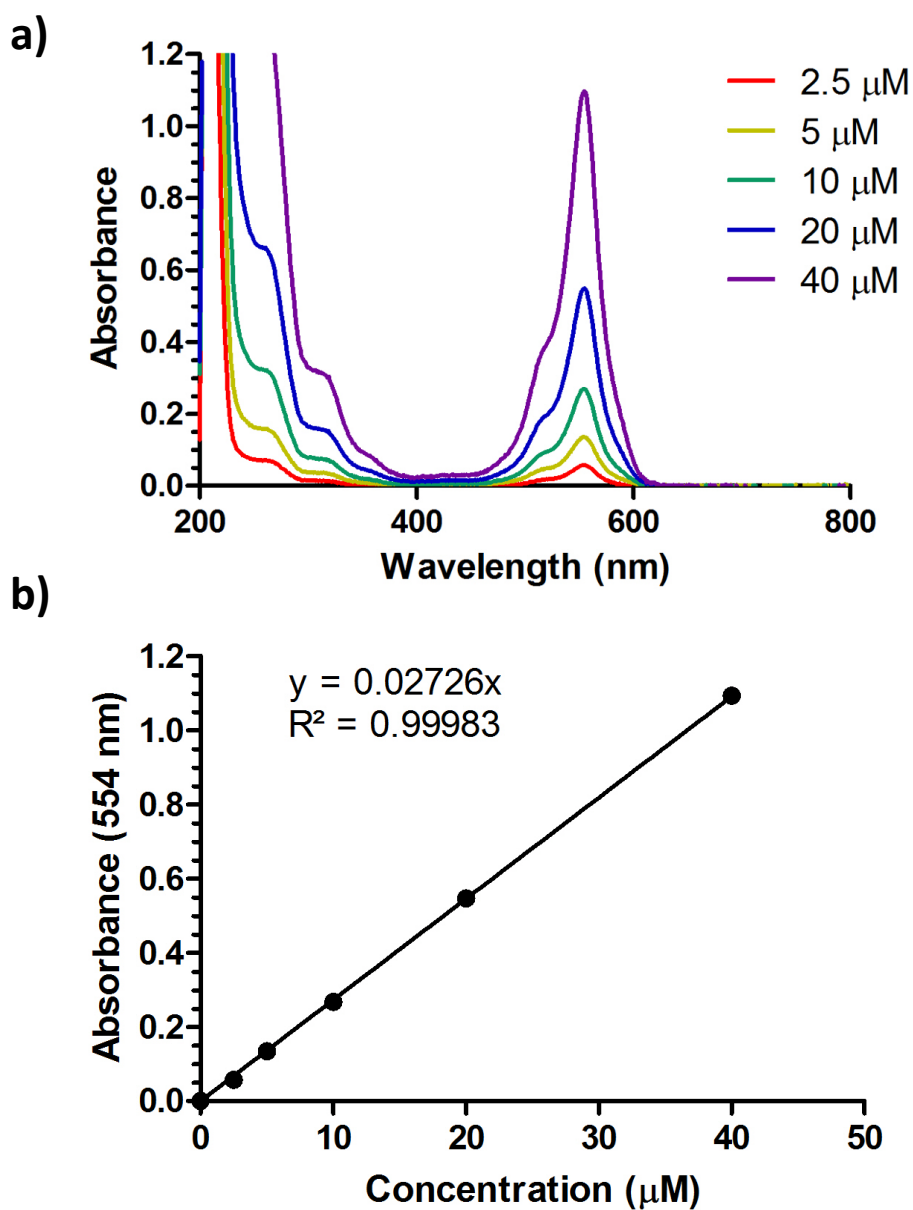 a)
1.2
1.0
0.8
0.6
0.4
0.2
0.0
Absorbance
200
400
600
800
Wavelength (nm)
2.5 μM
5 μM
10 μM
20 μM
40 μM
b)
1.2
1.0
0.8
0.6
0.4
0.2
0.0
Absorbance (554 nm)
y = 0.02726x
R² = 0.99983
0
10
20
30
40
50
Concentration (μM)